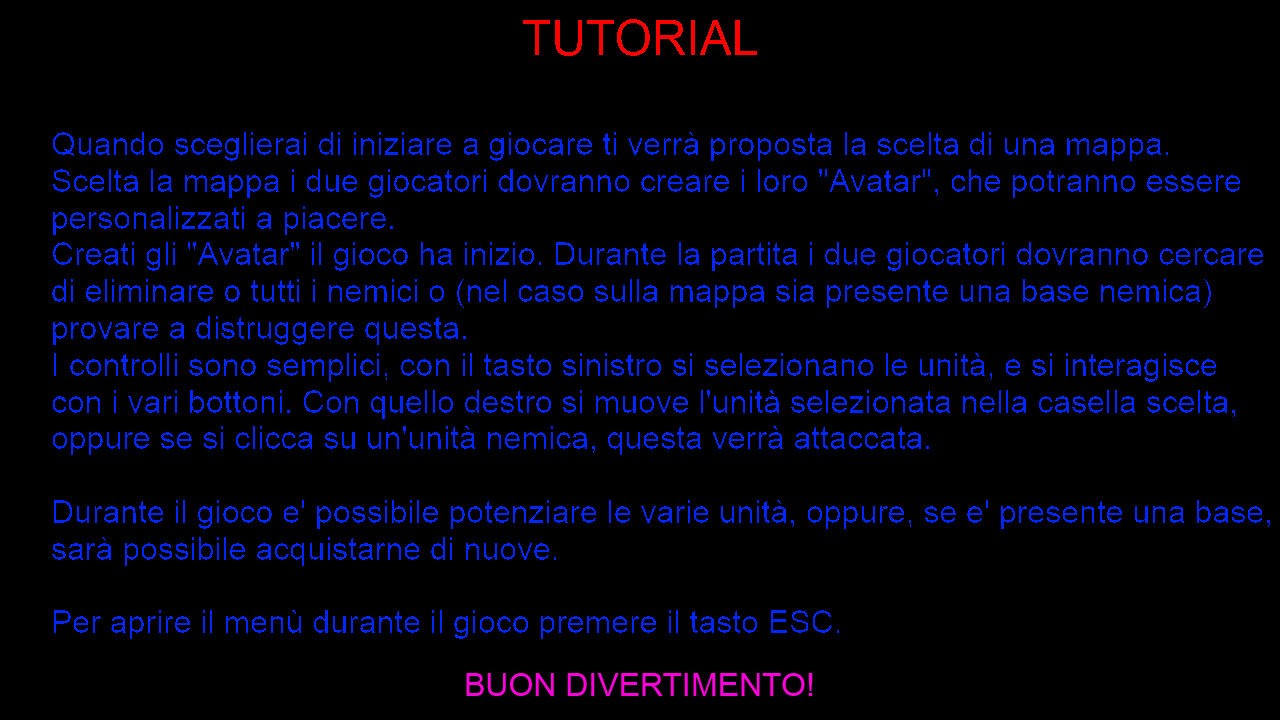 TUTORIAL
Quando sceglierai di iniziare a giocare ti verrà proposta la scelta di una mappa.
Scelta la mappa i due giocatori dovranno creare i loro "Avatar", che potranno essere
personalizzati a piacere.
Creati gli "Avatar" il gioco ha inizio. Durante la partita i due giocatori dovranno cercare
di eliminare o tutti i nemici o (nel caso sulla mappa sia presente una base nemica)
provare a distruggere questa.
I controlli sono semplici, con il tasto sinistro si selezionano le unità, e si interagisce
con i vari bottoni. Con quello destro si muove l'unità selezionata nella casella scelta,
oppure se si clicca su un'unità nemica, questa verrà attaccata.
Durante il gioco e' possibile potenziare le varie unità, oppure, se e' presente una base,
sarà possibile acquistarne di nuove.
Per aprire il menù durante il gioco premere il tasto ESC.
BUON DIVERTIMENTO!